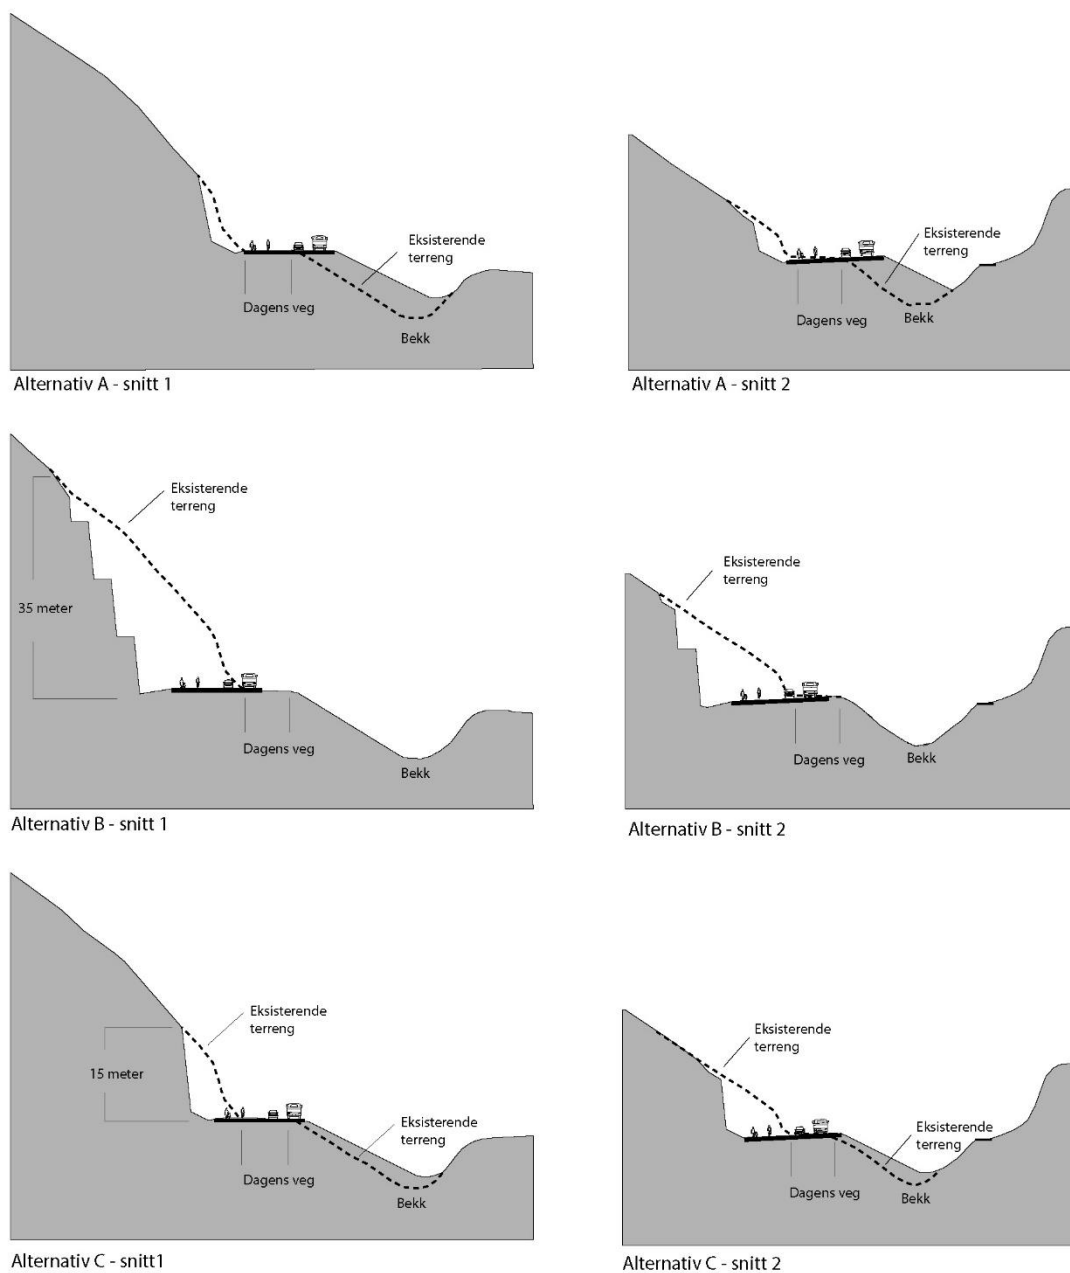 Eksisterende
terreng
Dagens veg
Bekk
Alternativ A - snitt 1
Eksisterende
terreng
Dagens veg
Bekk
Alternativ A - snitt 2
Eksisterende
terreng
35 meter
Dagens veg
Bekk
Alternativ B - snitt 1
Eksisterende
terreng
Dagens veg
Bekk
Alternativ B - snitt 2
Eksisterende
terreng
15 meter
Eksisterende
terreng
Dagens veg
Bekk
Alternativ C - snitt1
Eksisterende
terreng
Eksisterende
terreng
Dagens veg
Bekk
Alternativ C - snitt 2